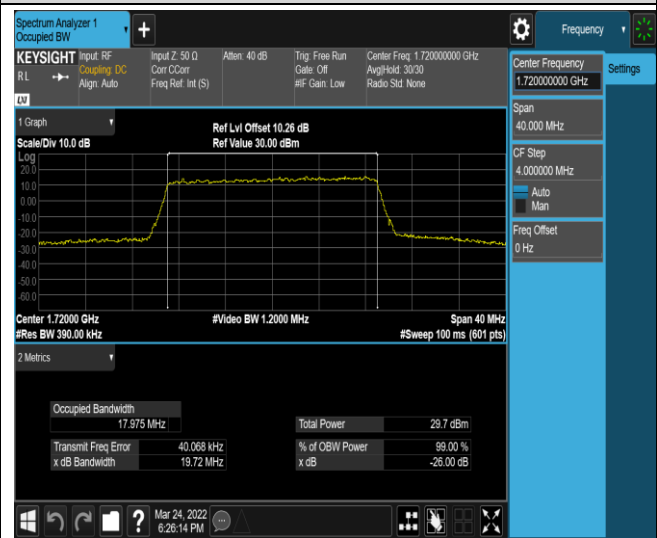 Spectrum Analyzer 1
Occupied BW
Frequency
KEYSIGHT
R L
LXI
Input: RF
Coupling: DC
Align: Auto
Input Z: 50 Ω
Corr CCorr
Freq Ref: Int (S)
Atten: 40 dB
Trig: Free Run
Gate: Off
#IF Gain: Low
Center Freq: 1.720000000 GHz
Avg|Hold: 30/30
Radio Std: None
Center Frequency
1.720000000 GHz
Settings
Span
40.000 MHz
CF Step
4.000000 MHz
Auto
Man
Freq Offset
0 Hz
1 Graph
Scale/Div 10.0 dB
Ref Lvl Offset 10.26 dB
Ref Value 30.00 dBm
Log
20.0
10.0
0.00
-10.0
-20.0
-30.0
-40.0
-50.0
-60.0
Center 1.72000 GHz
#Video BW 1.2000 MHz
Span 40 MHz
#Res BW 390.00 kHz
#Sweep 100 ms (601 pts)
2 Metrics
Occupied Bandwidth
17.975 MHz
Total Power 29.7 dBm
Transmit Freq Error 40.068 kHz
% of OBW Power 99.00 %
x dB Bandwidth 19.72 MHz
x dB -26.00 dB
?
Mar 24, 2022
6:26:14 PM